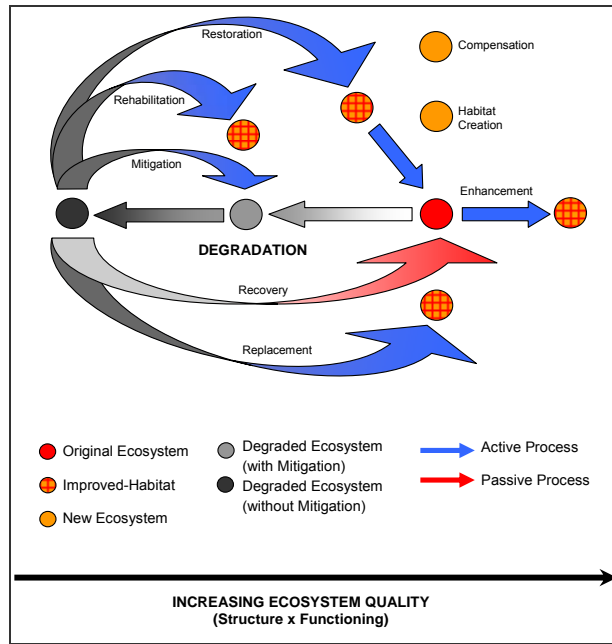 Restoration
Compensation
Rehabilitation
Habitat
Creation
Mitigation
Enhancement
DEGRADATION
Recovery
Replacement
Original Ecosystem
Improved-Habitat
New Ecosystem
Degraded Ecosystem
(with Mitigation)
Degraded Ecosystem
(without Mitigation)
Active Process
Passive Process
INCREASING ECOSYSTEM QUALITY
(Structure x Functioning)